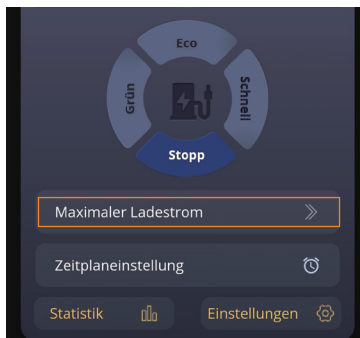 Eco
Grün
Schnell
Stopp
Maximaler Ladestrom
Zeitplaneinstellung
Statistik
Einstellungen